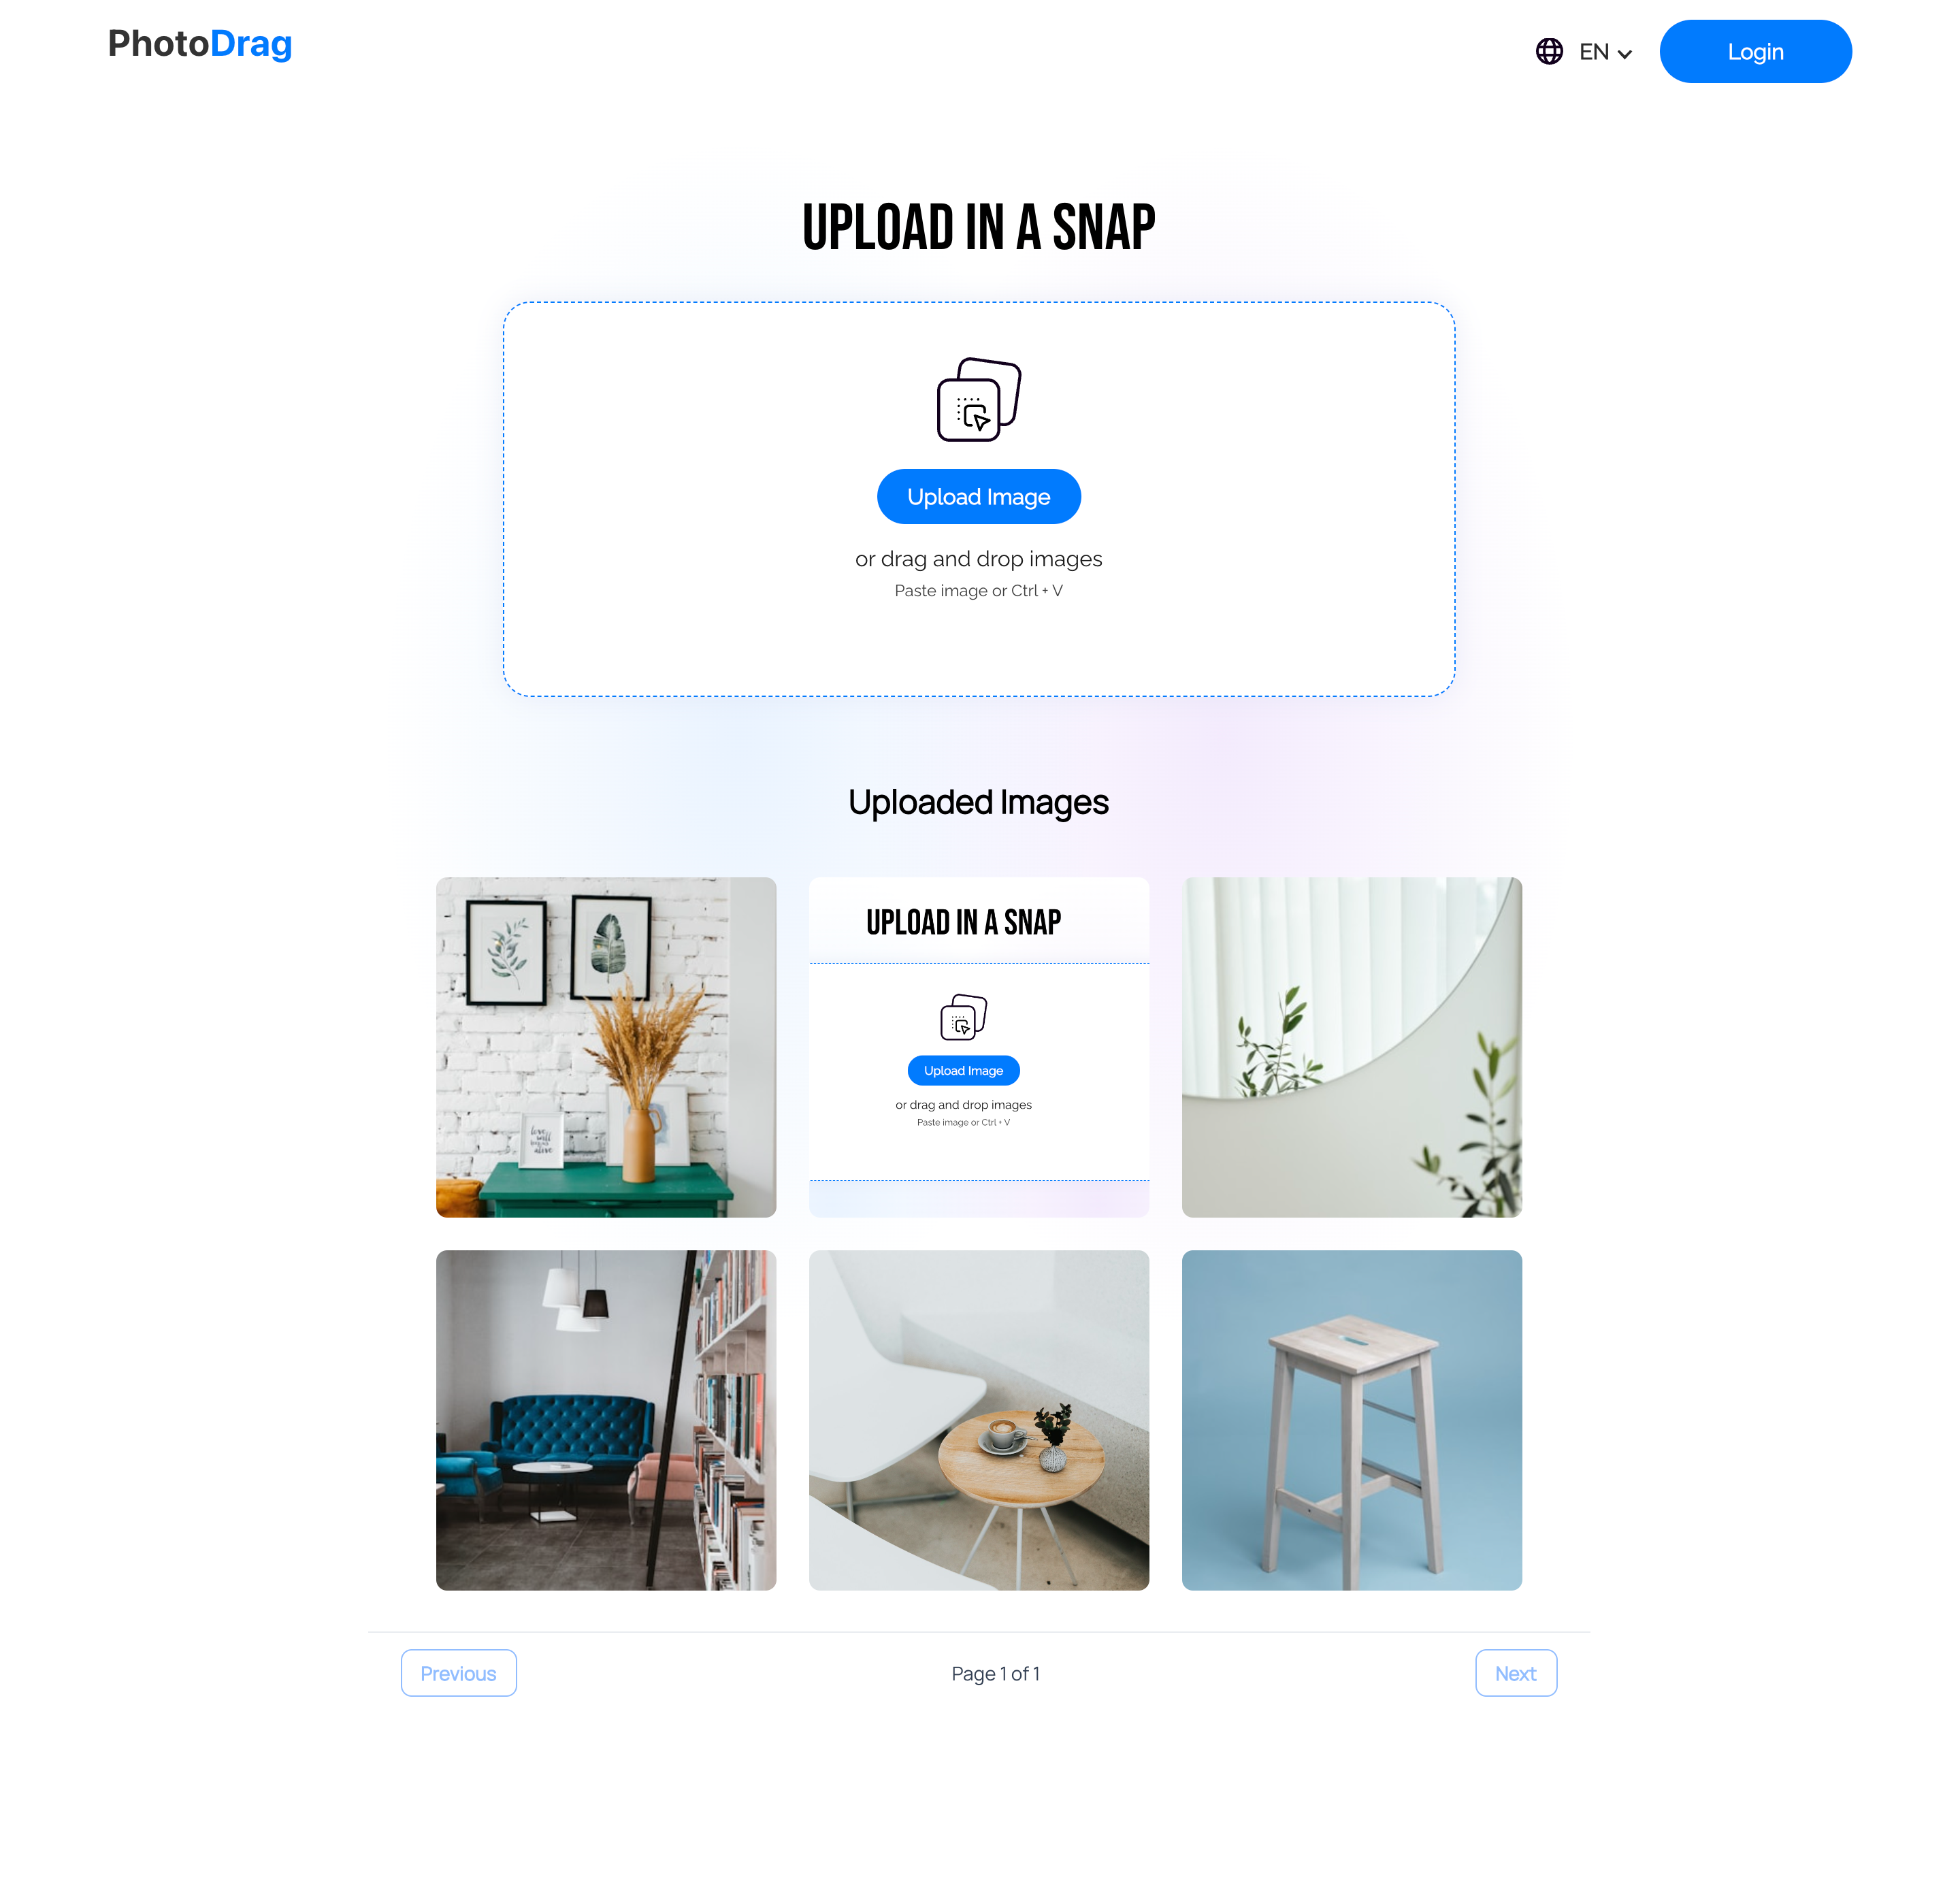 PhotoDrag
EN
Login
UPLOAD IN A SNAP
Upload Image
or drag and drop images
Paste image or Ctrl + V
Uploaded Images
love
will
alive
UPLOAD IN A SNAP
Upload Image
or drag and drop images
Paste image or Ctrl + V
Previous
Page 1 of 1
Next